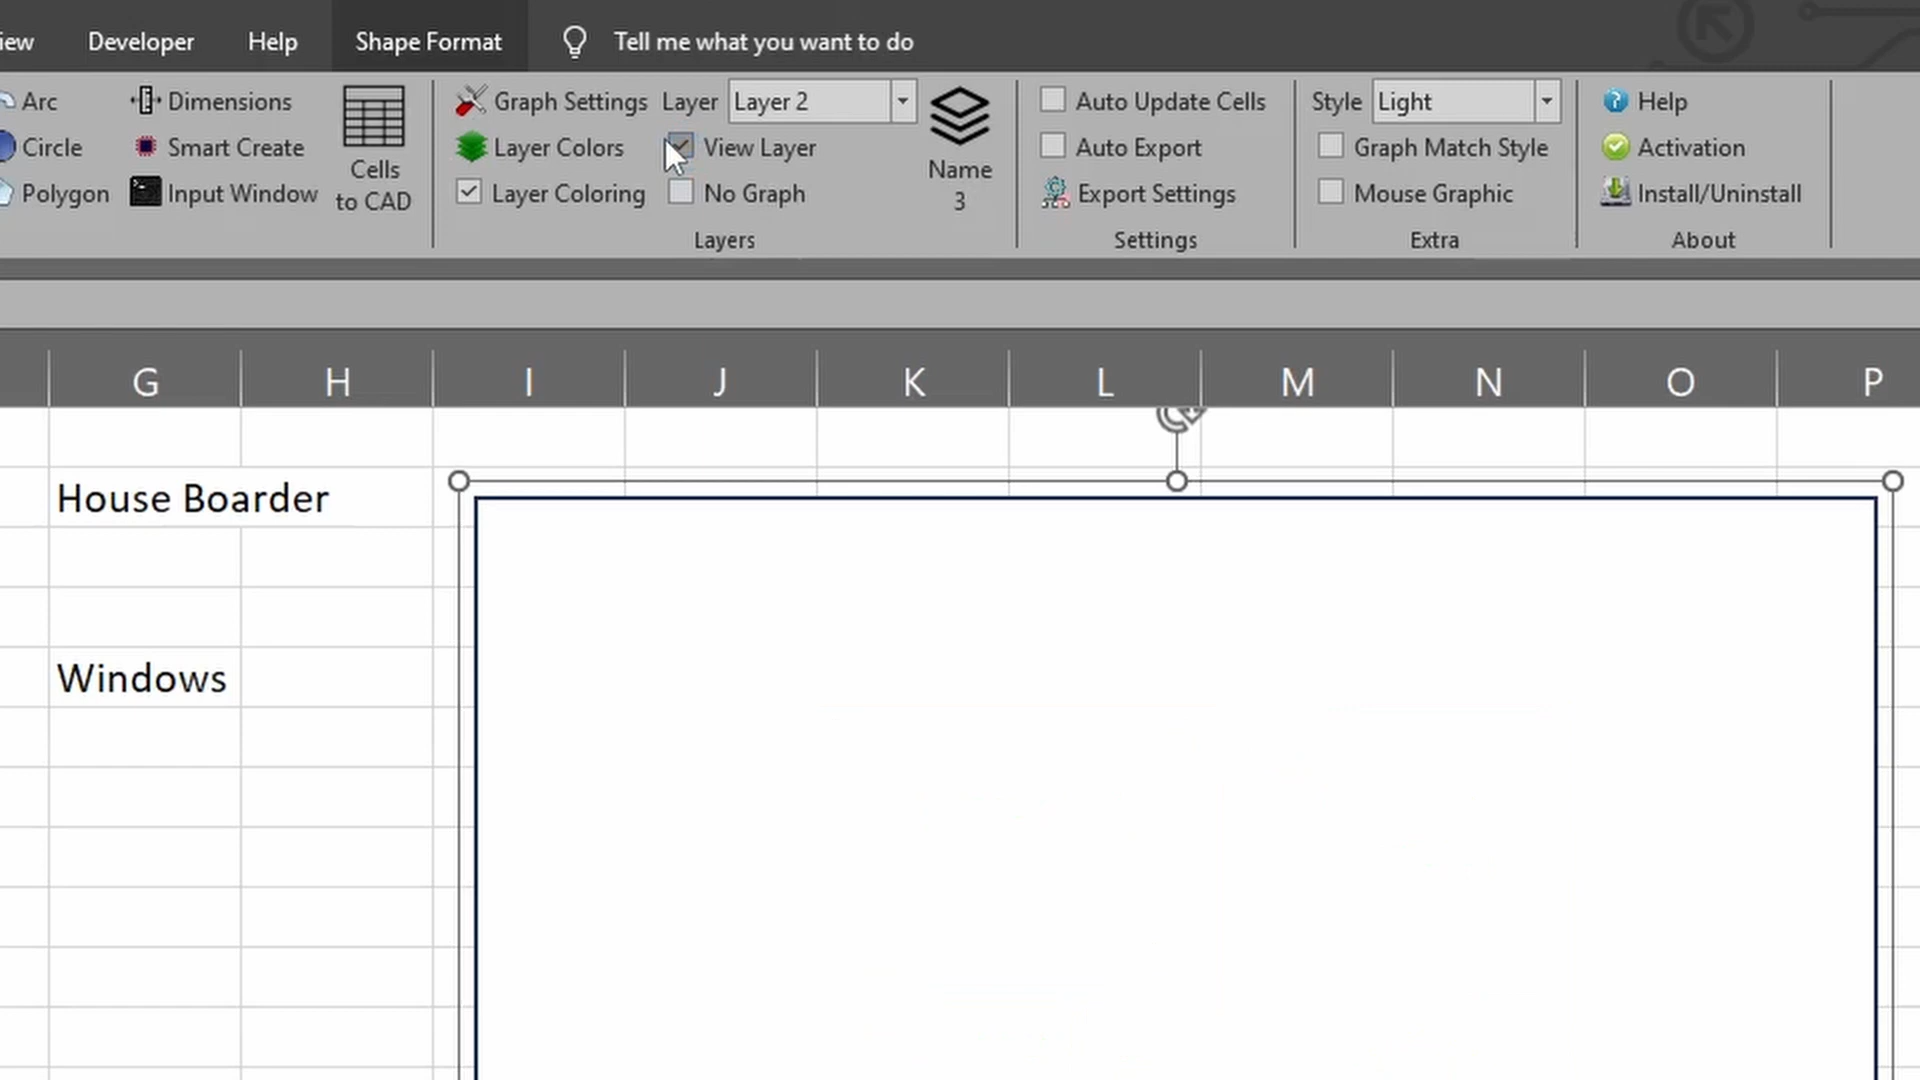 iew Developer Help Shape Format Tell me what you want to do
Arc Dimensions Graph Settings Layer Layer 2 Auto Update Cells Style Light Help
Circle Smart Create Layer Colors View Layer Auto Export Graph Match Style Activation
Polygon Input Window Cells to CAD Layer Coloring No Graph Name 3 Export Settings Mouse Graphic Install/Uninstall
Layers Settings Extra About
G H I J K L M N O P
House Boarder
Windows